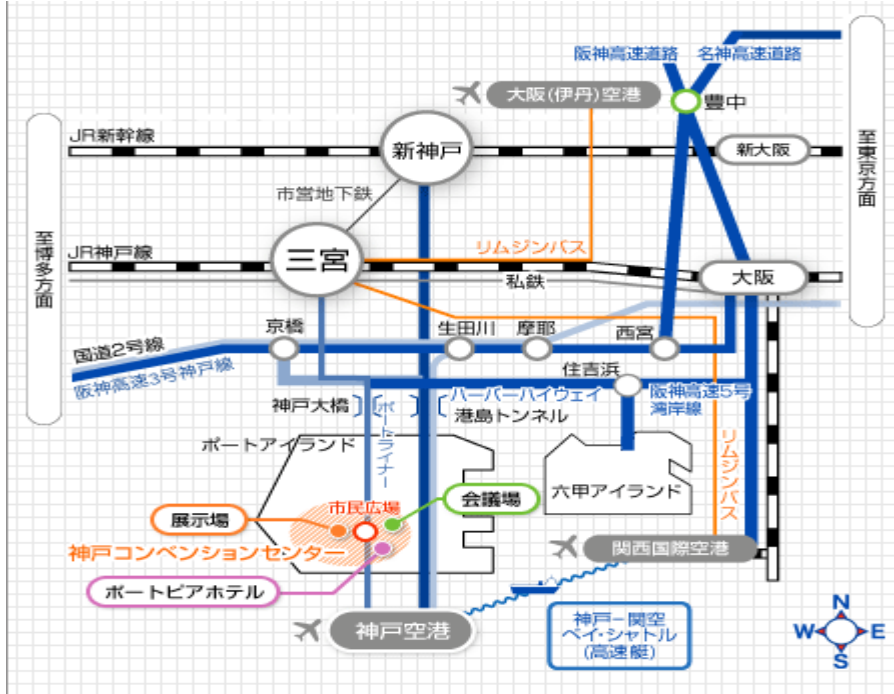 阪神高速道路
名神高速道路
大阪(伊丹)空港
豊中
至東京方面
至博多方面
JR新幹線
新神戸
新大阪
市営地下鉄
リムジンバス
JR神戸線
三宮
私鉄
大阪
京橋
生田川
摩耶
西宮
国道2号線
阪神高速3号神戸線
住吉浜
神戸大橋
ポートライナー
ハーバーハイウェイ
港島トンネル
阪神高速5号
湾岸線
リムジンバス
ポートアイランド
六甲アイランド
市民広場
会議場
展示場
神戸コンベンションセンター
ポートピアホテル
関西国際空港
神戸空港
神戸-関空
ベイ・シャトル
(高速艇)
N
W
E
S